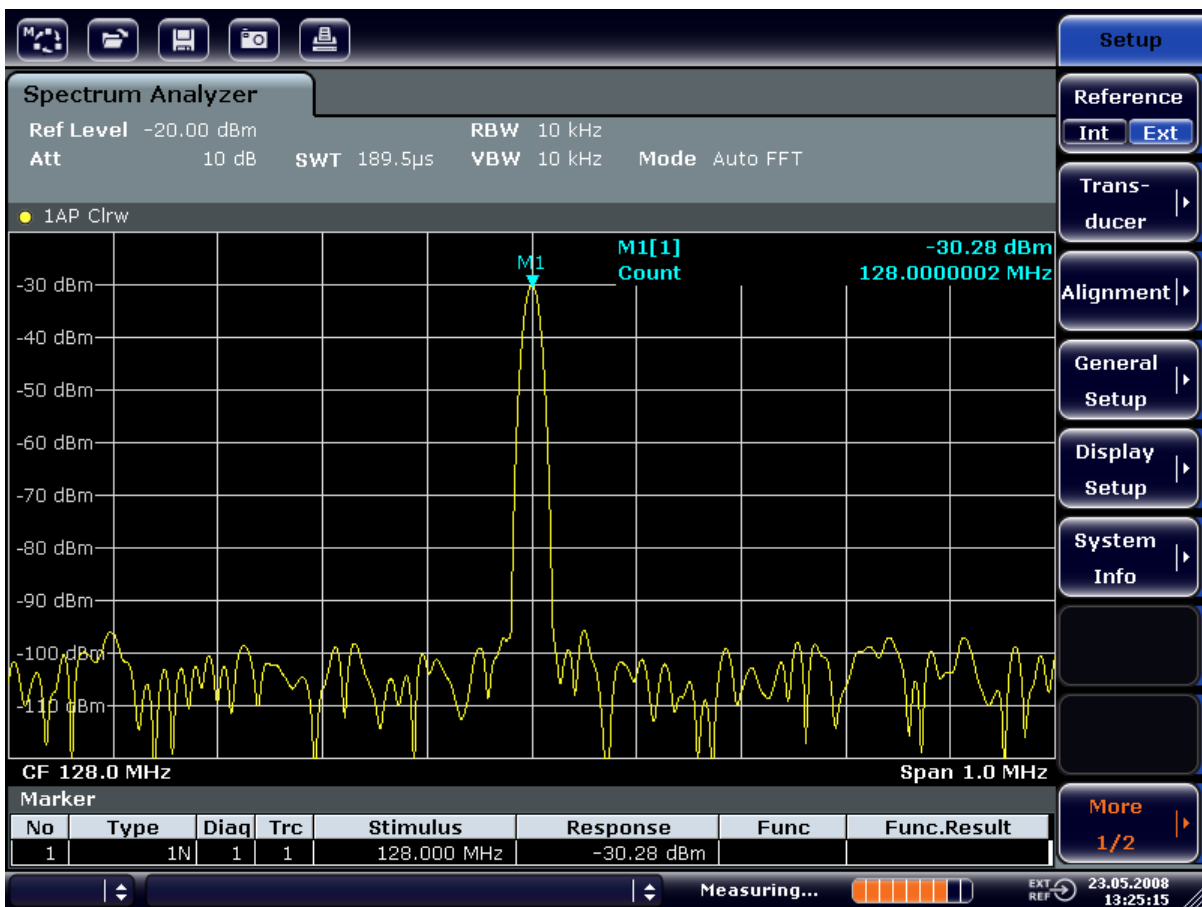 M
Setup
Spectrum Analyzer
Ref Level -20.00 dBm RBW 10 kHz
Att 10 dB SWT 189.5µs VBW 10 kHz Mode Auto FFT
1AP Clrw
M1
M1[1] -30.28 dBm
Count 128.0000002 MHz
-30 dBm
-40 dBm
-50 dBm
-60 dBm
-70 dBm
-80 dBm
-90 dBm
-100 dBm
-110 dBm
CF 128.0 MHz Span 1.0 MHz
Marker
No Type Diaq Trc Stimulus Response Func Func.Result
1 1N 1 1 128.000 MHz -30.28 dBm
Measuring... EXT REF 23.05.2008
13:25:15
Reference
Int Ext
Trans-
ducer
Alignment
General
Setup
Display
Setup
System
Info
More
1/2